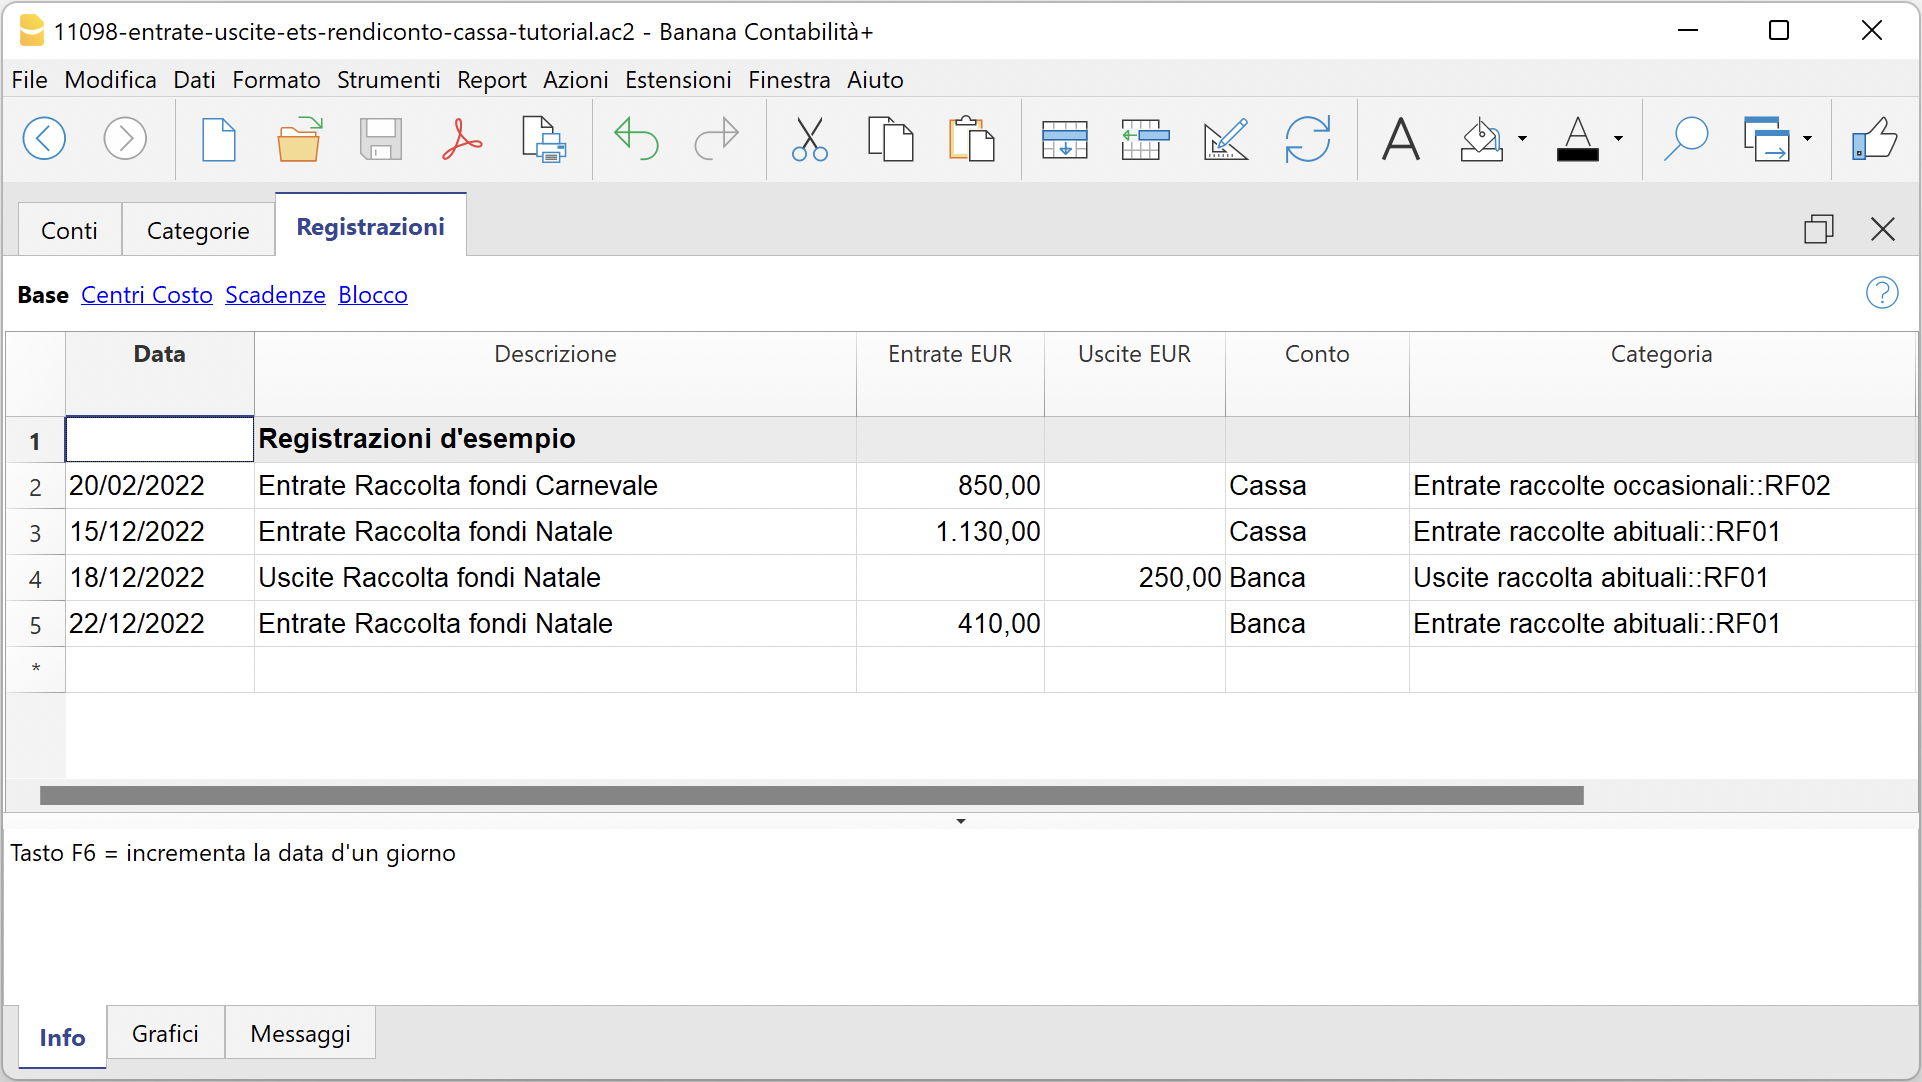 11098-entrate-uscite-ets-rendiconto-cassa-tutorial.ac2 - Banana Contabilità+
File Modifica Dati Formato Strumenti Report Azioni Estensioni Finestra Aiuto
Conti Categorie Registrazioni
Base Centri Costo Scadenze Blocco
Data Descrizione Entrate EUR Uscite EUR Conto Categoria
1 Registrazioni d'esempio
2 20/02/2022 Entrate Raccolta fondi Carnevale 850,00 Cassa Entrate raccolte occasionali::RF02
3 15/12/2022 Entrate Raccolta fondi Natale 1.130,00 Cassa Entrate raccolte abituali::RF01
4 18/12/2022 Uscite Raccolta fondi Natale 250,00 Banca Uscite raccolta abituali::RF01
5 22/12/2022 Entrate Raccolta fondi Natale 410,00 Banca Entrate raccolte abituali::RF01
*
Tasto F6 = incrementa la data d'un giorno
Info Grafici Messaggi